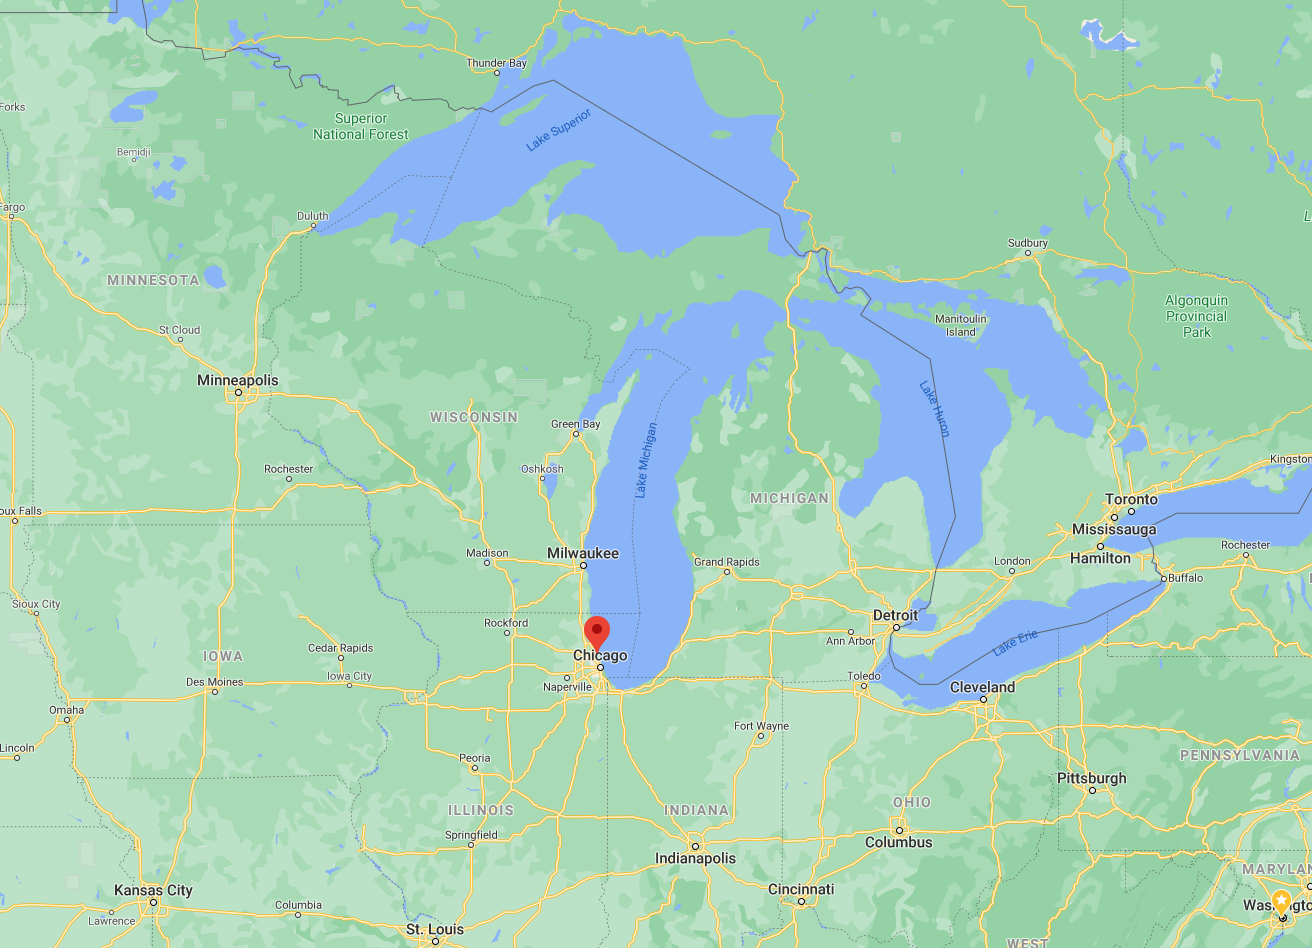 Thunder Bay
Forks
Superior
National Forest
Lake Superior
Bemidji
Fargo
Duluth
Sudbury
MINNESOTA
Algonquin
Provincial
Park
Manitoulin
Island
St Cloud
Minneapolis
WISCONSIN
Lake Huron
Green Bay
Lake Michigan
Rochester
Oshkosh
Kingston
MICHIGAN
Toronto
oux Falls
Mississauga
Milwaukee
Madison
Hamilton
Rochester
Grand Rapids
London
Buffalo
Sioux City
Detroit
Rockford
Ann Arbor
Lake Erie
Cedar Rapids
Chicago
IOWA
Iowa City
Des Moines
Naperville
Toledo
Cleveland
Omaha
Fort Wayne
Lincoln
Peoria
PENNSYLVANIA
Pittsburgh
ILLINOIS
INDIANA
OHIO
Springfield
Columbus
Indianapolis
MARYLAN
Kansas City
Cincinnati
Columbia
Lawrence
St. Louis
WEST